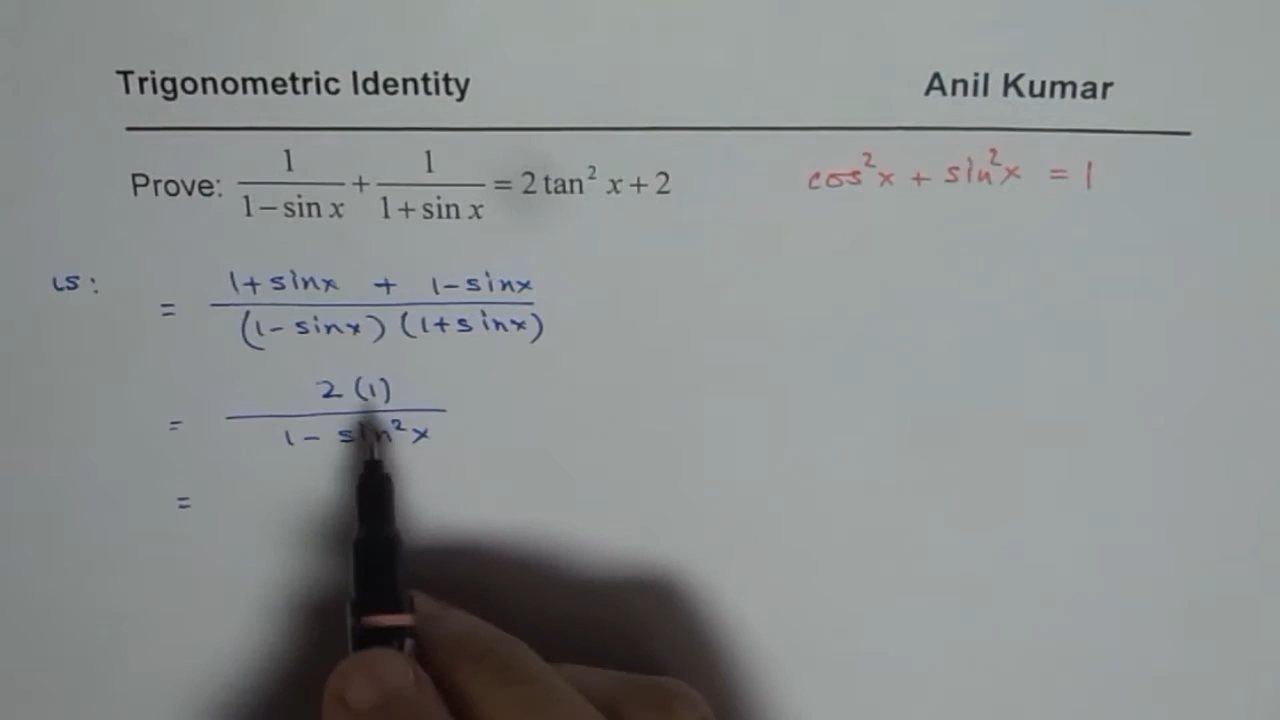 Trigonometric Identity Anil Kumar
Prove: 1/(1 − sin x) + 1/(1 + sin x) = 2 tan² x + 2 cos²x + sin²x = 1
LS: = (1 + sinx + 1 − sinx)/((1 − sinx)(1 + sinx))
= 2(1)/(1 − sin²x)
=